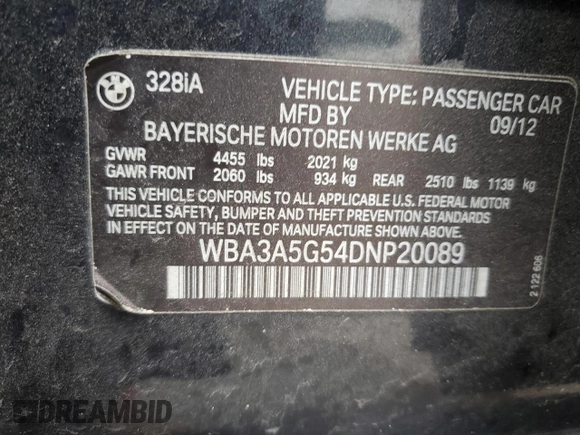 BMW
328iA
VEHICLE TYPE: PASSENGER CAR
MFD BY 09/12
BAYERISCHE MOTOREN WERKE AG
GVWR 4455 lbs 2021 kg
GAWR FRONT 2060 lbs 934 kg REAR 2510 lbs 1139 kg
THIS VEHICLE CONFORMS TO ALL APPLICABLE U.S. FEDERAL MOTOR
VEHICLE SAFETY, BUMPER AND THEFT PREVENTION STANDARDS
IN EFFECT ON THE DATE OF MANUFACTURE SHOWN ABOVE.
WBA3A5G54DNP20089
2 122 606
DREAMBID